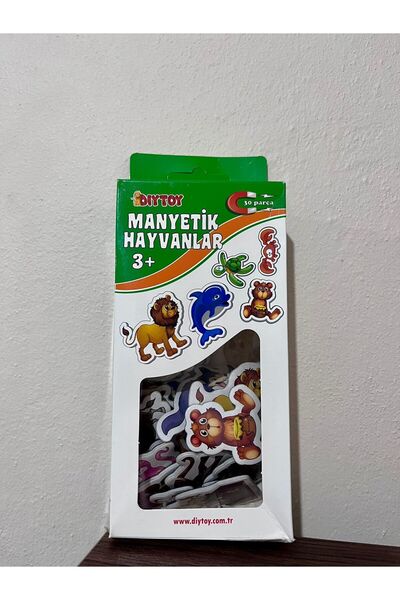 DIYTOY
30 parça
MANYETİK
HAYVANLAR
3+
www.diytoy.com.tr